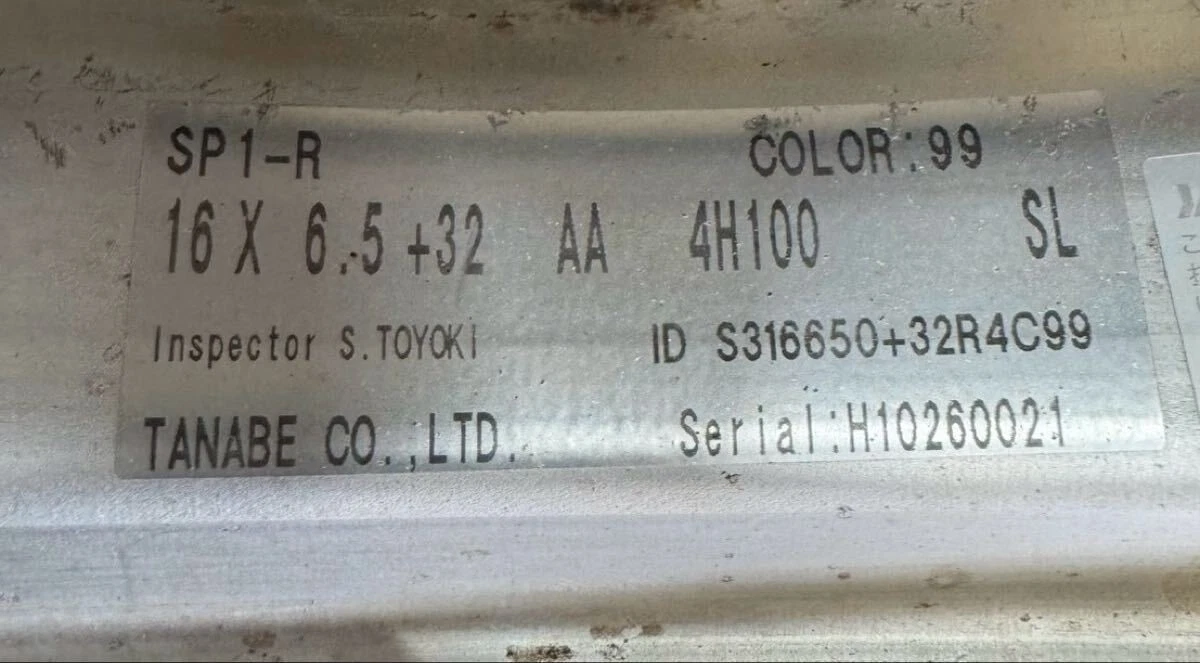 SP1-R COLOR:99
16 X 6.5 +32 AA 4H100 SL
Inspector S.TOYOKI ID S316650+32R4C99
TANABE CO.,LTD. Serial:H10260021